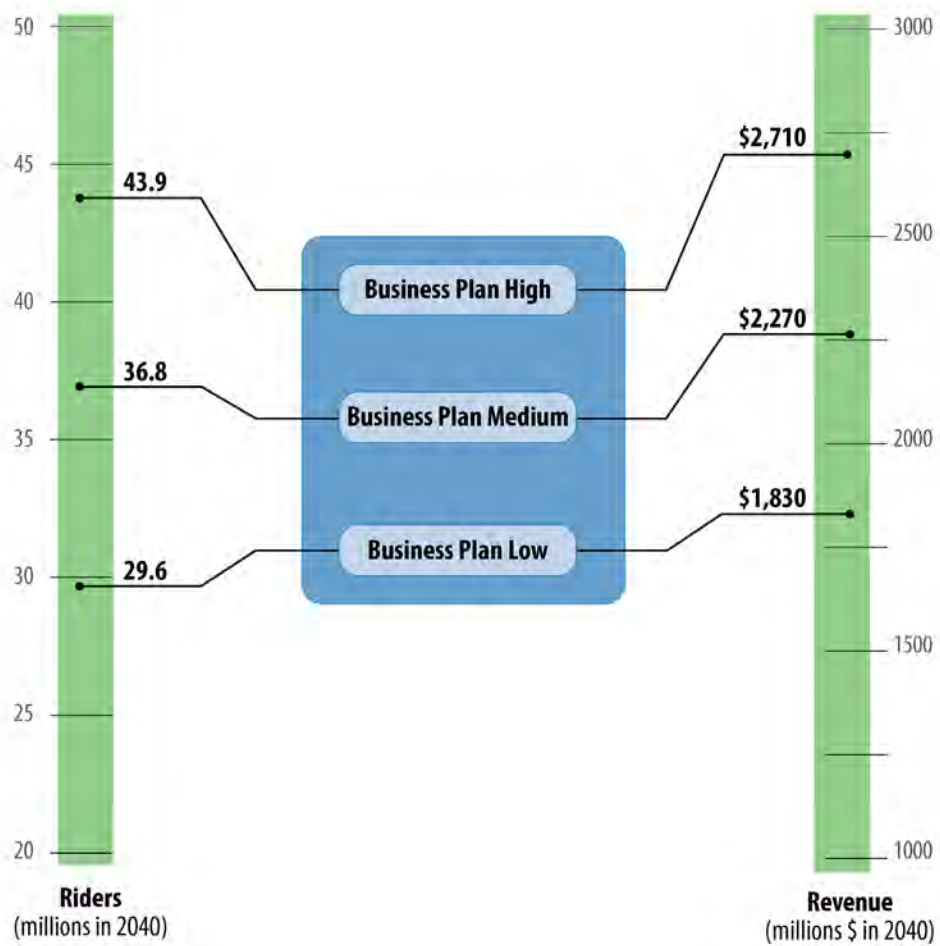 50
3000
$2,710
45
43.9
2500
Business Plan High
40
$2,270
36.8
Business Plan Medium
35
2000
$1,830
Business Plan Low
30
29.6
1500
25
20
1000
Riders
(millions in 2040)
Revenue
(millions $ in 2040)